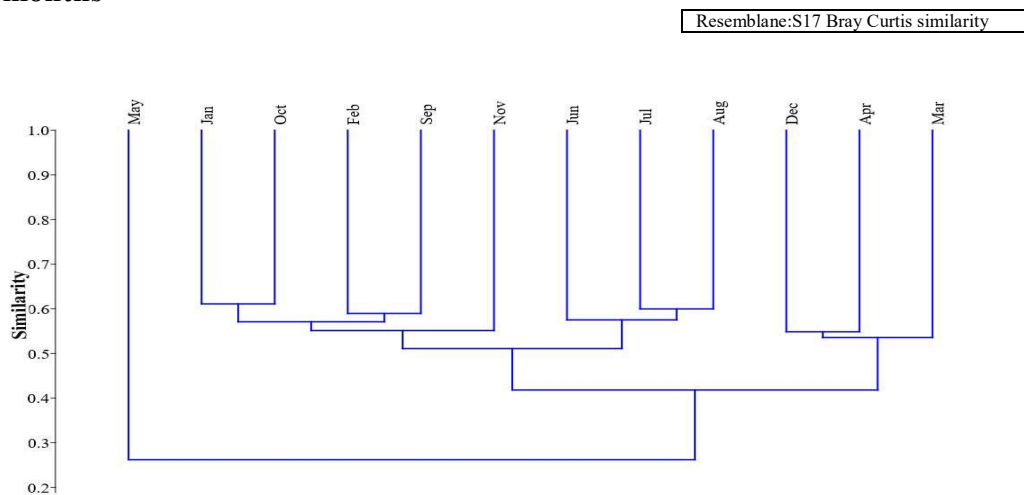 months
Resemblane:S17 Bray Curtis similarity
May Jan Oct Feb Sep Nov Jun Jul Aug Dec Apr Mar
1.0
0.9
0.8
0.7
0.6
0.5
0.4
0.3
0.2
Similarity